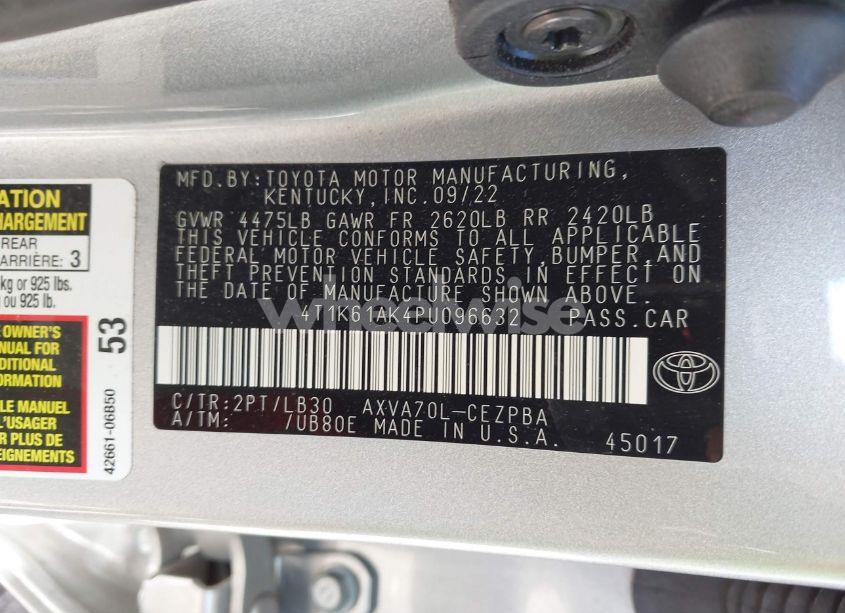 ATION
HARGEMENT
REAR
ARRIÈRE: 3
kg or 925 lbs.
ou 925 lb.
OWNER'S
MANUAL FOR
DITIONAL
FORMATION
LE MANUEL
L'USAGER
R PLUS DE
EIGNEMENTS
53
42661-06B50
MFD.BY:TOYOTA MOTOR MANUFACTURING,
KENTUCKY,INC.09/22
GVWR 4475LB GAWR FR 2620LB RR 2420LB
THIS VEHICLE CONFORMS TO ALL APPLICABLE
FEDERAL MOTOR VEHICLE SAFETY,BUMPER,AND
THEFT PREVENTION STANDARDS IN EFFECT ON
THE DATE OF MANUFACTURE SHOWN ABOVE.
4T1K61AK4PU096632 PASS.CAR
C/TR:2PT/LB30 AXVA70L-CEZPBA
A/TM: /UB80E MADE IN U.S.A. 45017
wheelwise